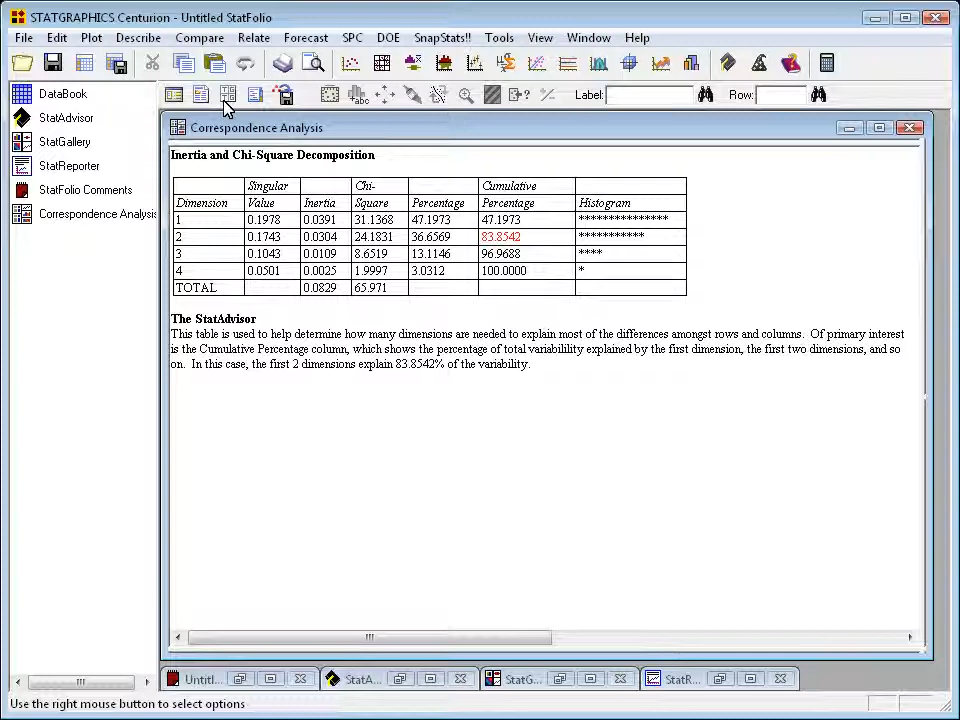 STATGRAPHICS Centurion - Untitled StatFolio
File Edit Plot Describe Compare Relate Forecast SPC DOE SnapStats!! Tools View Window Help
Label: Row:
DataBook
StatAdvisor
StatGallery
StatReporter
StatFolio Comments
Correspondence Analysis
Correspondence Analysis
Inertia and Chi-Square Decomposition
Singular Chi- Cumulative
Dimension Value Inertia Square Percentage Percentage Histogram
1 0.1978 0.0391 31.1368 47.1973 47.1973 ***************
2 0.1743 0.0304 24.1831 36.6569 83.8542 ***********
3 0.1043 0.0109 8.6519 13.1146 96.9688 ****
4 0.0501 0.0025 1.9997 3.0312 100.0000 *
TOTAL 0.0829 65.971
The StatAdvisor
This table is used to help determine how many dimensions are needed to explain most of the differences amongst rows and columns. Of primary interest
is the Cumulative Percentage column, which shows the percentage of total variabilility explained by the first dimension, the first two dimensions, and so
on. In this case, the first 2 dimensions explain 83.8542% of the variability.
Untitl... StatA... StatG... StatR...
Use the right mouse button to select options